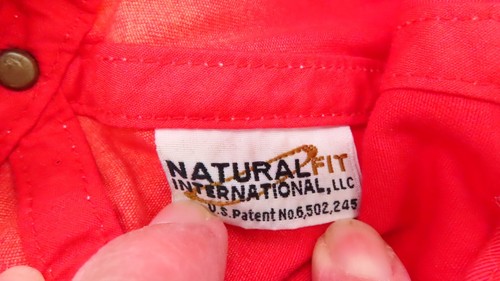 NATURALFIT
INTERNATIONAL, LLC
U.S. Patent No. 6,502,245